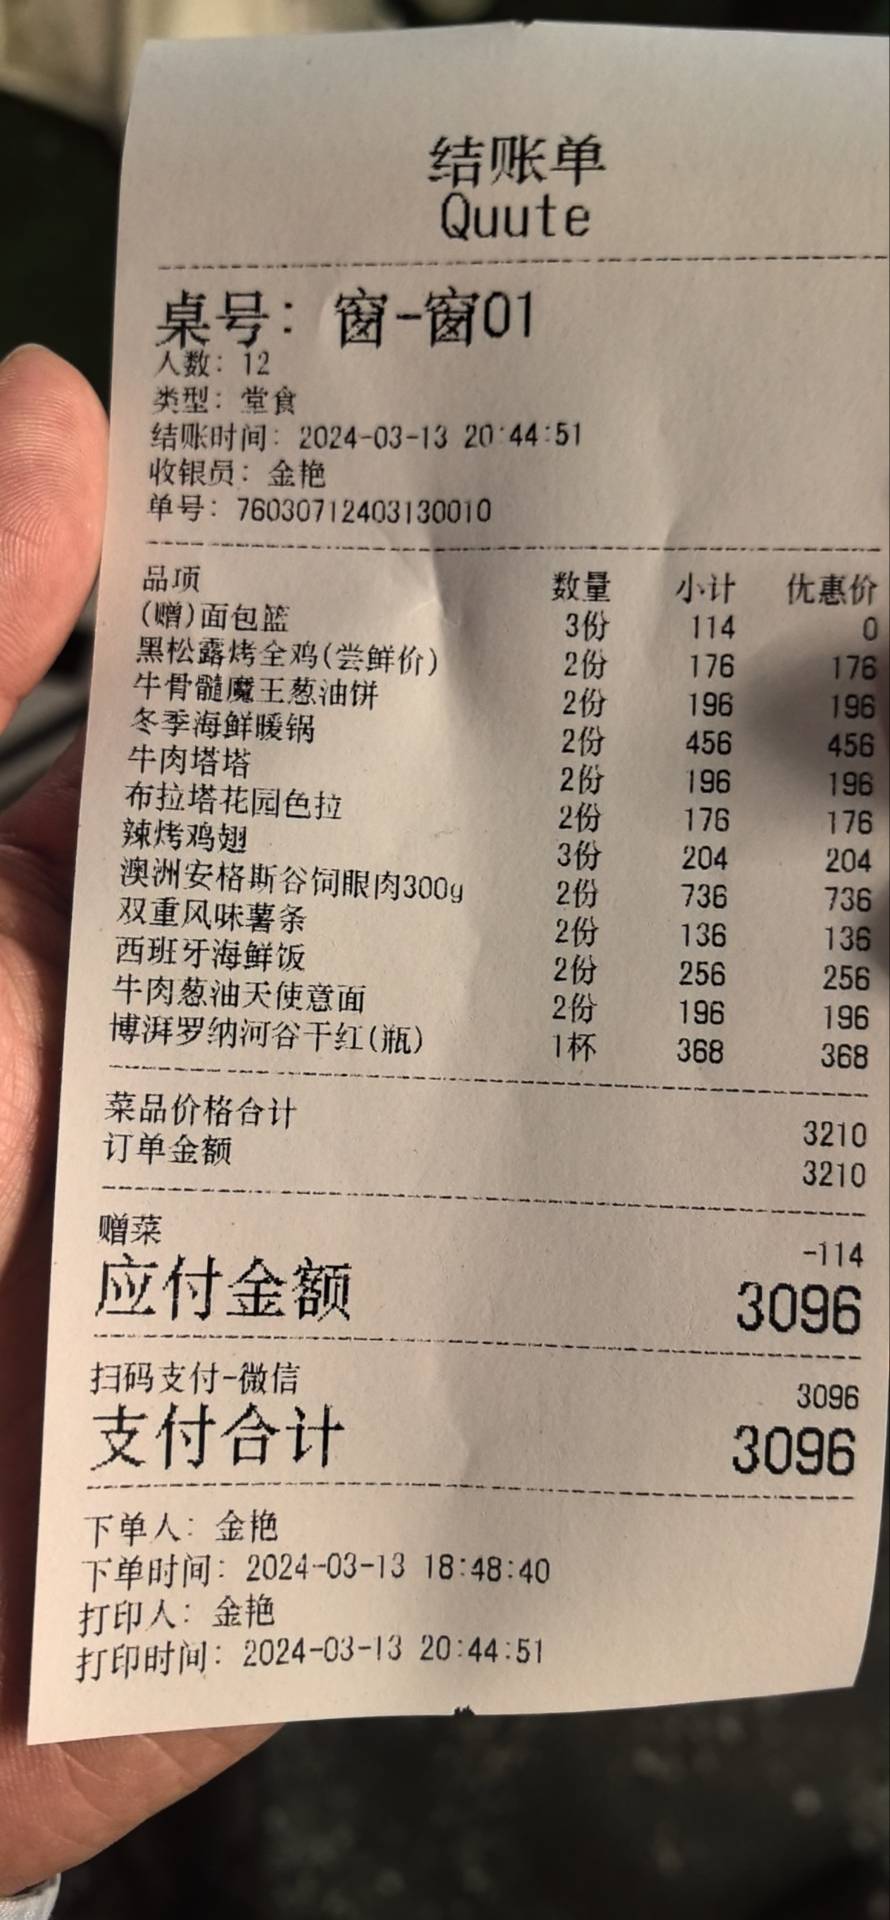 结账单
Quute
桌号: 窗-窗01
人数: 12
类型: 堂食
结账时间: 2024-03-13 20:44:51
收银员: 金艳
单号: 76030712403130010
品项 数量 小计 优惠价
(赠)面包篮 3份 114 0
黑松露烤全鸡(尝鲜价) 2份 176 176
牛骨髓魔王葱油饼 2份 196 196
冬季海鲜暖锅 2份 456 456
牛肉塔塔 2份 196 196
布拉塔花园色拉 2份 176 176
辣烤鸡翅 3份 204 204
澳洲安格斯谷饲眼肉300g 2份 736 736
双重风味薯条 2份 136 136
西班牙海鲜饭 2份 256 256
牛肉葱油天使意面 2份 196 196
博湃罗纳河谷干红(瓶) 1杯 368 368
菜品价格合计 3210
订单金额 3210
赠菜 -114
应付金额 3096
扫码支付-微信 3096
支付合计 3096
下单人: 金艳
下单时间: 2024-03-13 18:48:40
打印人: 金艳
打印时间: 2024-03-13 20:44:51